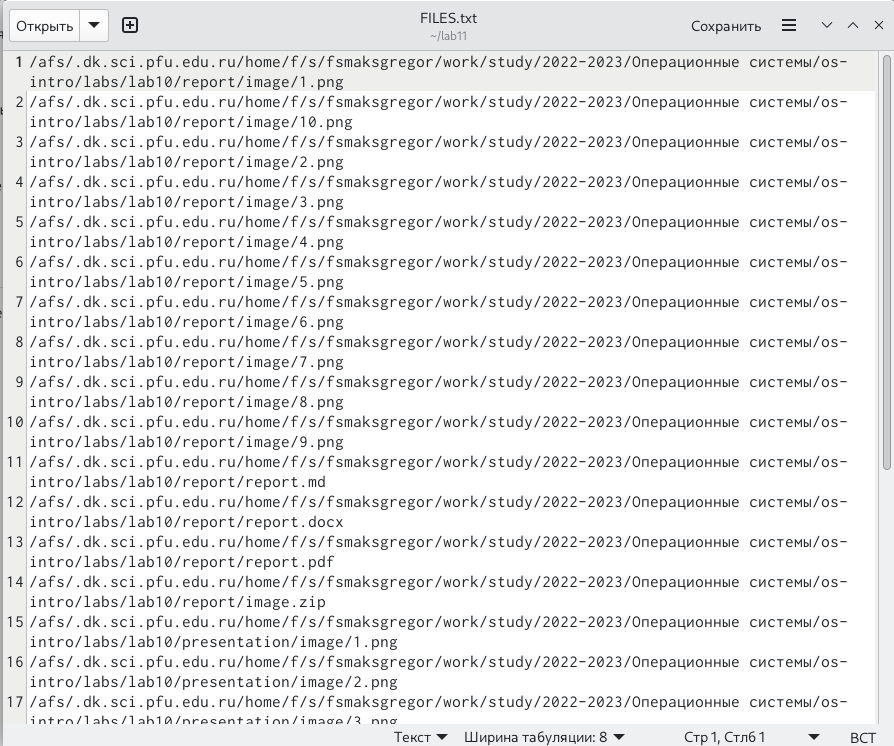 Открыть
FILES.txt
~/lab11
Сохранить
1 /afs/.dk.sci.pfu.edu.ru/home/f/s/fsmaksgregor/work/study/2022-2023/Операционные системы/os-
intro/labs/lab10/report/image/1.png
2 /afs/.dk.sci.pfu.edu.ru/home/f/s/fsmaksgregor/work/study/2022-2023/Операционные системы/os-
intro/labs/lab10/report/image/10.png
3 /afs/.dk.sci.pfu.edu.ru/home/f/s/fsmaksgregor/work/study/2022-2023/Операционные системы/os-
intro/labs/lab10/report/image/2.png
4 /afs/.dk.sci.pfu.edu.ru/home/f/s/fsmaksgregor/work/study/2022-2023/Операционные системы/os-
intro/labs/lab10/report/image/3.png
5 /afs/.dk.sci.pfu.edu.ru/home/f/s/fsmaksgregor/work/study/2022-2023/Операционные системы/os-
intro/labs/lab10/report/image/4.png
6 /afs/.dk.sci.pfu.edu.ru/home/f/s/fsmaksgregor/work/study/2022-2023/Операционные системы/os-
intro/labs/lab10/report/image/5.png
7 /afs/.dk.sci.pfu.edu.ru/home/f/s/fsmaksgregor/work/study/2022-2023/Операционные системы/os-
intro/labs/lab10/report/image/6.png
8 /afs/.dk.sci.pfu.edu.ru/home/f/s/fsmaksgregor/work/study/2022-2023/Операционные системы/os-
intro/labs/lab10/report/image/7.png
9 /afs/.dk.sci.pfu.edu.ru/home/f/s/fsmaksgregor/work/study/2022-2023/Операционные системы/os-
intro/labs/lab10/report/image/8.png
10 /afs/.dk.sci.pfu.edu.ru/home/f/s/fsmaksgregor/work/study/2022-2023/Операционные системы/os-
intro/labs/lab10/report/image/9.png
11 /afs/.dk.sci.pfu.edu.ru/home/f/s/fsmaksgregor/work/study/2022-2023/Операционные системы/os-
intro/labs/lab10/report/report.md
12 /afs/.dk.sci.pfu.edu.ru/home/f/s/fsmaksgregor/work/study/2022-2023/Операционные системы/os-
intro/labs/lab10/report/report.docx
13 /afs/.dk.sci.pfu.edu.ru/home/f/s/fsmaksgregor/work/study/2022-2023/Операционные системы/os-
intro/labs/lab10/report/report.pdf
14 /afs/.dk.sci.pfu.edu.ru/home/f/s/fsmaksgregor/work/study/2022-2023/Операционные системы/os-
intro/labs/lab10/report/image.zip
15 /afs/.dk.sci.pfu.edu.ru/home/f/s/fsmaksgregor/work/study/2022-2023/Операционные системы/os-
intro/labs/lab10/presentation/image/1.png
16 /afs/.dk.sci.pfu.edu.ru/home/f/s/fsmaksgregor/work/study/2022-2023/Операционные системы/os-
intro/labs/lab10/presentation/image/2.png
17 /afs/.dk.sci.pfu.edu.ru/home/f/s/fsmaksgregor/work/study/2022-2023/Операционные системы/os-
intro/labs/lab10/presentation/image/3.png
Текст Ширина табуляции: 8 Стр 1, Стлб 1 ВСТ